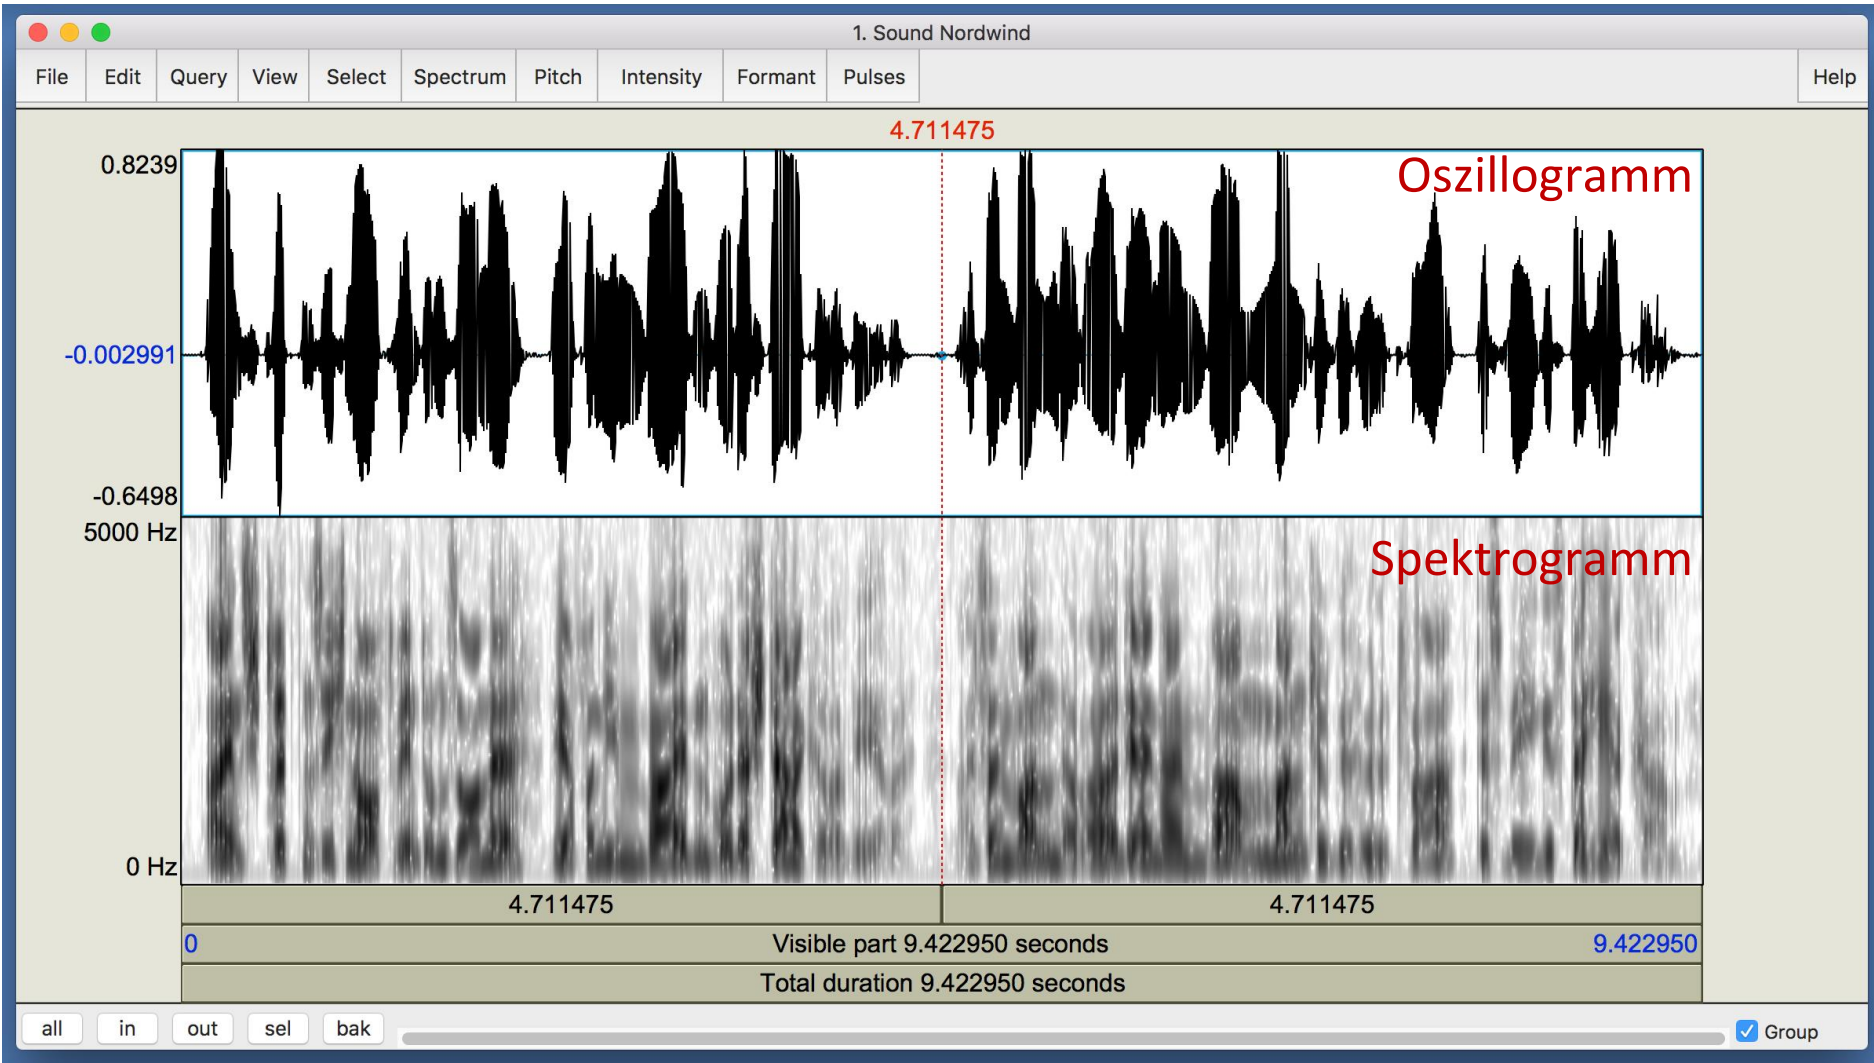 1. Sound Nordwind
File Edit Query View Select Spectrum Pitch Intensity Formant Pulses Help
4.711475
0.8239
Oszillogramm
-0.002991
-0.6498
5000 Hz
Spektrogramm
0 Hz
4.711475 4.711475
0 Visible part 9.422950 seconds 9.422950
Total duration 9.422950 seconds
all in out sel bak Group